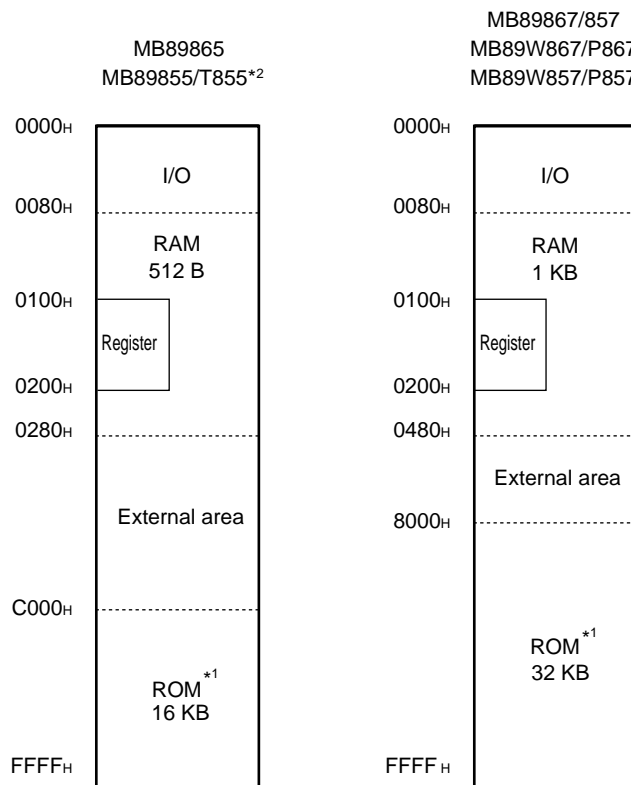 MB89865
MB89855/T855*2
0000H
I/O
0080H
RAM
512 B
0100H
Register
0200H
0280H
External area
C000H
ROM*1
16 KB
FFFFH
MB89867/857
MB89W867/P867
MB89W857/P857
0000H
I/O
0080H
RAM
1 KB
0100H
Register
0200H
0480H
External area
8000H
ROM*1
32 KB
FFFFH